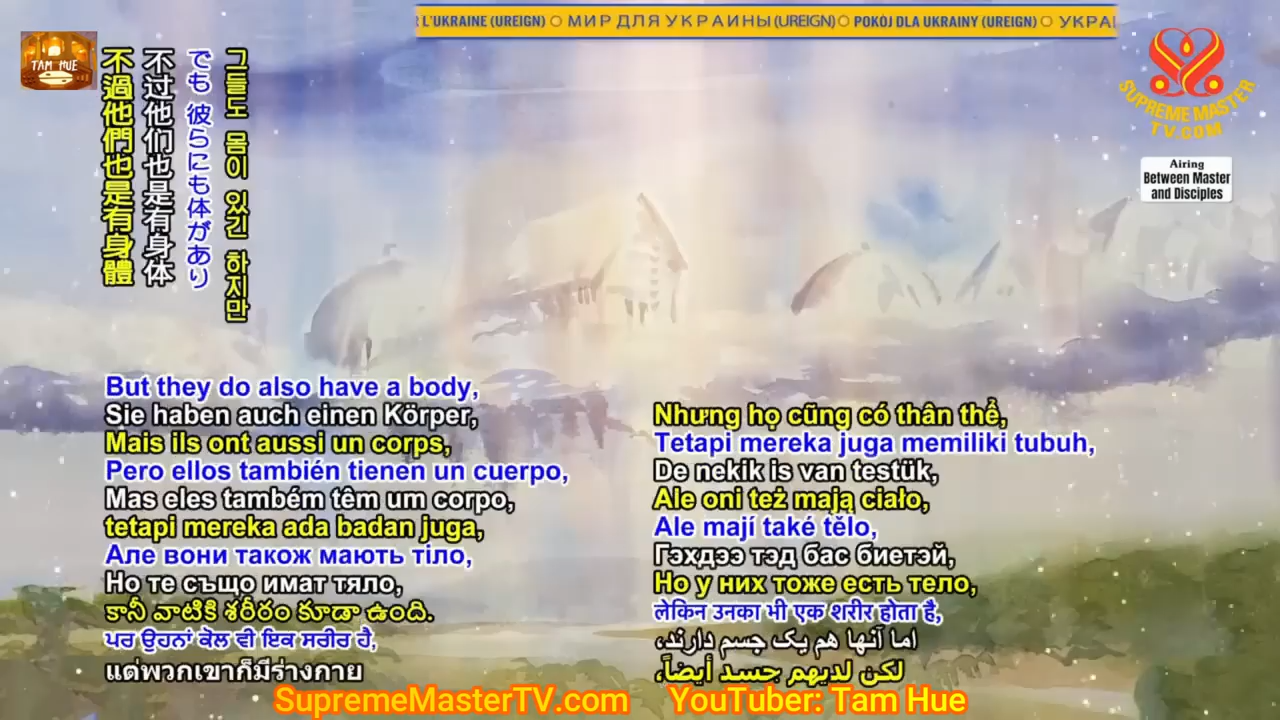 L'UKRAINE (UREIGN) ○ МИР ДЛЯ УКРАИНЫ (UREIGN) ○ POKÓJ DLA UKRAINY (UREIGN) ○ УКРА
TAM HUE
SUPREME MASTER
TV.COM
Airing
Between Master
and Disciples
그들도 몸이 있긴 하지만
でも 彼らにも体があり
不过他们也是有身体
不過他們也是有身體
But they do also have a body,
Sie haben auch einen Körper,
Mais ils ont aussi un corps,
Pero ellos también tienen un cuerpo,
Mas eles também têm um corpo,
tetapi mereka ada badan juga,
Але вони також мають тіло,
Но те също имат тяло,
కానీ వాటికి శరీరం కూడా ఉంది.
ਪਰ ਉਹਨਾਂ ਕੋਲ ਵੀ ਇਕ ਸਰੀਰ ਹੈ,
แต่พวกเขาก็มีร่างกาย
Nhưng họ cũng có thân thể,
Tetapi mereka juga memiliki tubuh,
De nekik is van testük,
Ale oni też mają ciało,
Ale mají také tělo,
Гэхдээ тэд бас биетэй,
Но у них тоже есть тело,
लेकिन उनका भी एक शरीर होता है,
اما آنها هم یک جسم دارند،
لكن لديهم جسد أيضاً،
SupremeMasterTV.com YouTuber: Tam Hue